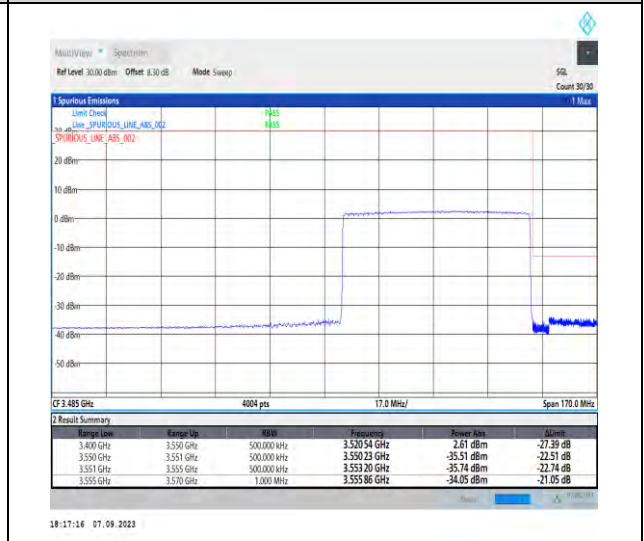 MultiView Spectrum
Ref Level 30.00 dBm Offset 8.30 dB Mode Sweep SGL
Count 30/30
1 Spurious Emissions 1 Max
Limit Check PASS
Line _SPURIOUS_LINE_ABS_002 PASS
_SPURIOUS_LINE_ABS_002
20 dBm
10 dBm
0 dBm
-10 dBm
-20 dBm
-30 dBm
-40 dBm
-50 dBm
CF 3.485 GHz 4004 pts 17.0 MHz/ Span 170.0 MHz
2 Result Summary
Range Low Range Up RBW Frequency Power Abs ΔLimit
3.400 GHz 3.550 GHz 500.000 kHz 3.520 54 GHz 2.61 dBm -27.39 dB
3.550 GHz 3.551 GHz 500.000 kHz 3.550 23 GHz -35.51 dBm -22.51 dB
3.551 GHz 3.555 GHz 500.000 kHz 3.553 20 GHz -35.74 dBm -22.74 dB
3.555 GHz 3.570 GHz 1.000 MHz 3.555 86 GHz -34.05 dBm -21.05 dB
18:17:16 07.09.2023